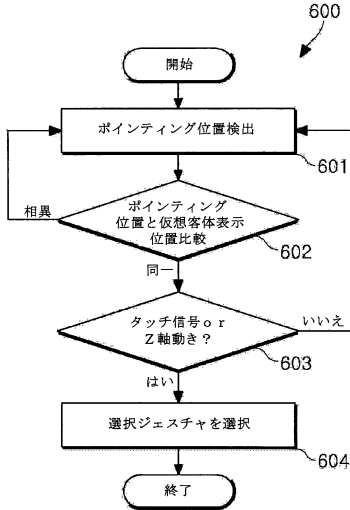 600
開始
ポインティング位置検出
601
ポインティング
位置と仮想客体表示
位置比較
相異
602
同一
タッチ信号or
Z軸動き?
いいえ
603
はい
選択ジェスチャを選択
604
終了